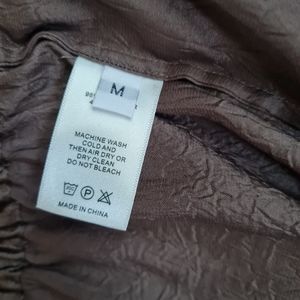 M
MACHINE WASH
COLD AND
THEN AIR DRY OR
DRY CLEAN
DO NOT BLEACH
P
MADE IN CHINA